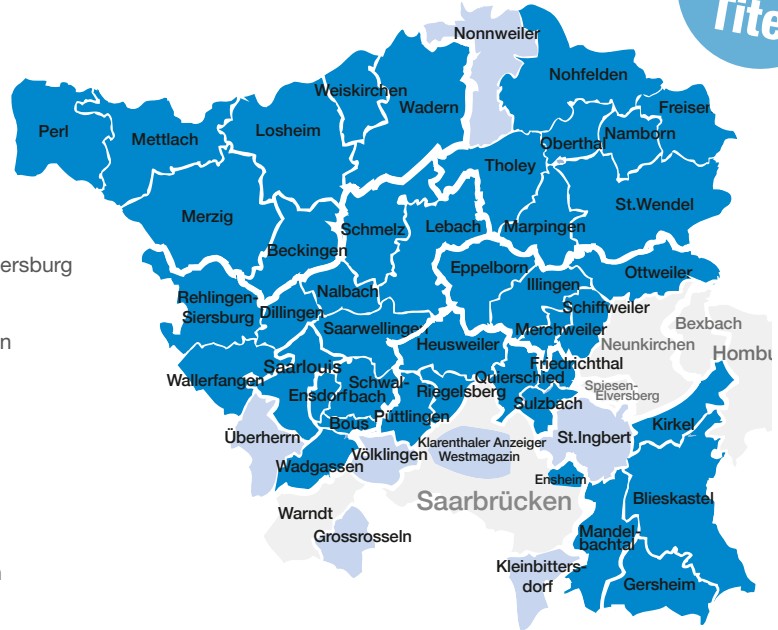 Tite
Nonnweiler
Nohfelden
Weiskirchen
Wadern
Freisen
Perl
Mettlach
Losheim
Oberthal
Namborn
Tholey
St.Wendel
Merzig
Schmelz
Lebach
Marpingen
Beckingen
ersburg
Eppelborn
Ottweiler
Illingen
Nalbach
Rehlingen-
Siersburg
Dillingen
Schiffweiler
Saarwellingen
Merchweiler
Bexbach
n
Heusweiler
Neunkirchen
Hombu
Friedrichthal
Saarlouis
Quierschied
Wallerfangen
Schwal-
bach
Ensdorf
Riegelsberg
Spiesen-
Elversberg
Sulzbach
Püttlingen
Bous
Kirkel
Überherrn
Klarenthaler Anzeiger
Westmagazin
St.Ingbert
Völklingen
Wadgassen
Ensheim
Saarbrücken
Blieskastel
Warndt
Grossrosseln
Mandel-
bachtal
Kleinbitters-
dorf
Gersheim